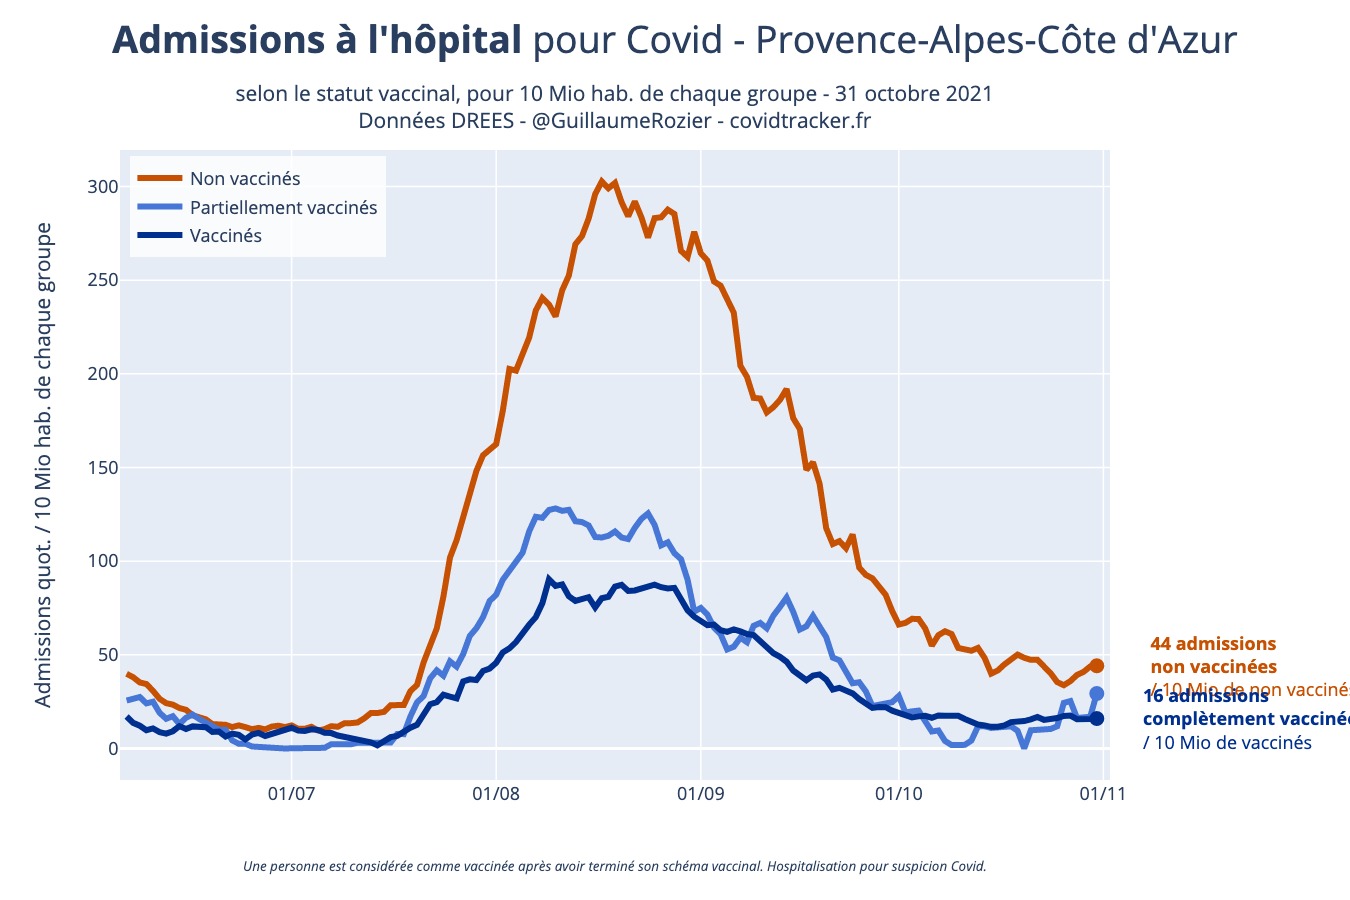 Admissions à l'hôpital pour Covid - Provence-Alpes-Côte d'Azur
selon le statut vaccinal, pour 10 Mio hab. de chaque groupe - 31 octobre 2021
Données DREES - @GuillaumeRozier - covidtracker.fr
Non vaccinés
Partiellement vaccinés
Vaccinés
Admissions quot. / 10 Mio hab. de chaque groupe
300
250
200
150
100
50
0
01/07
01/08
01/09
01/10
01/11
44 admissions
non vaccinées
/ 10 Mio de non vaccinés
16 admissions
complètement vacciné
/ 10 Mio de vaccinés
Une personne est considérée comme vaccinée après avoir terminé son schéma vaccinal. Hospitalisation pour suspicion Covid.